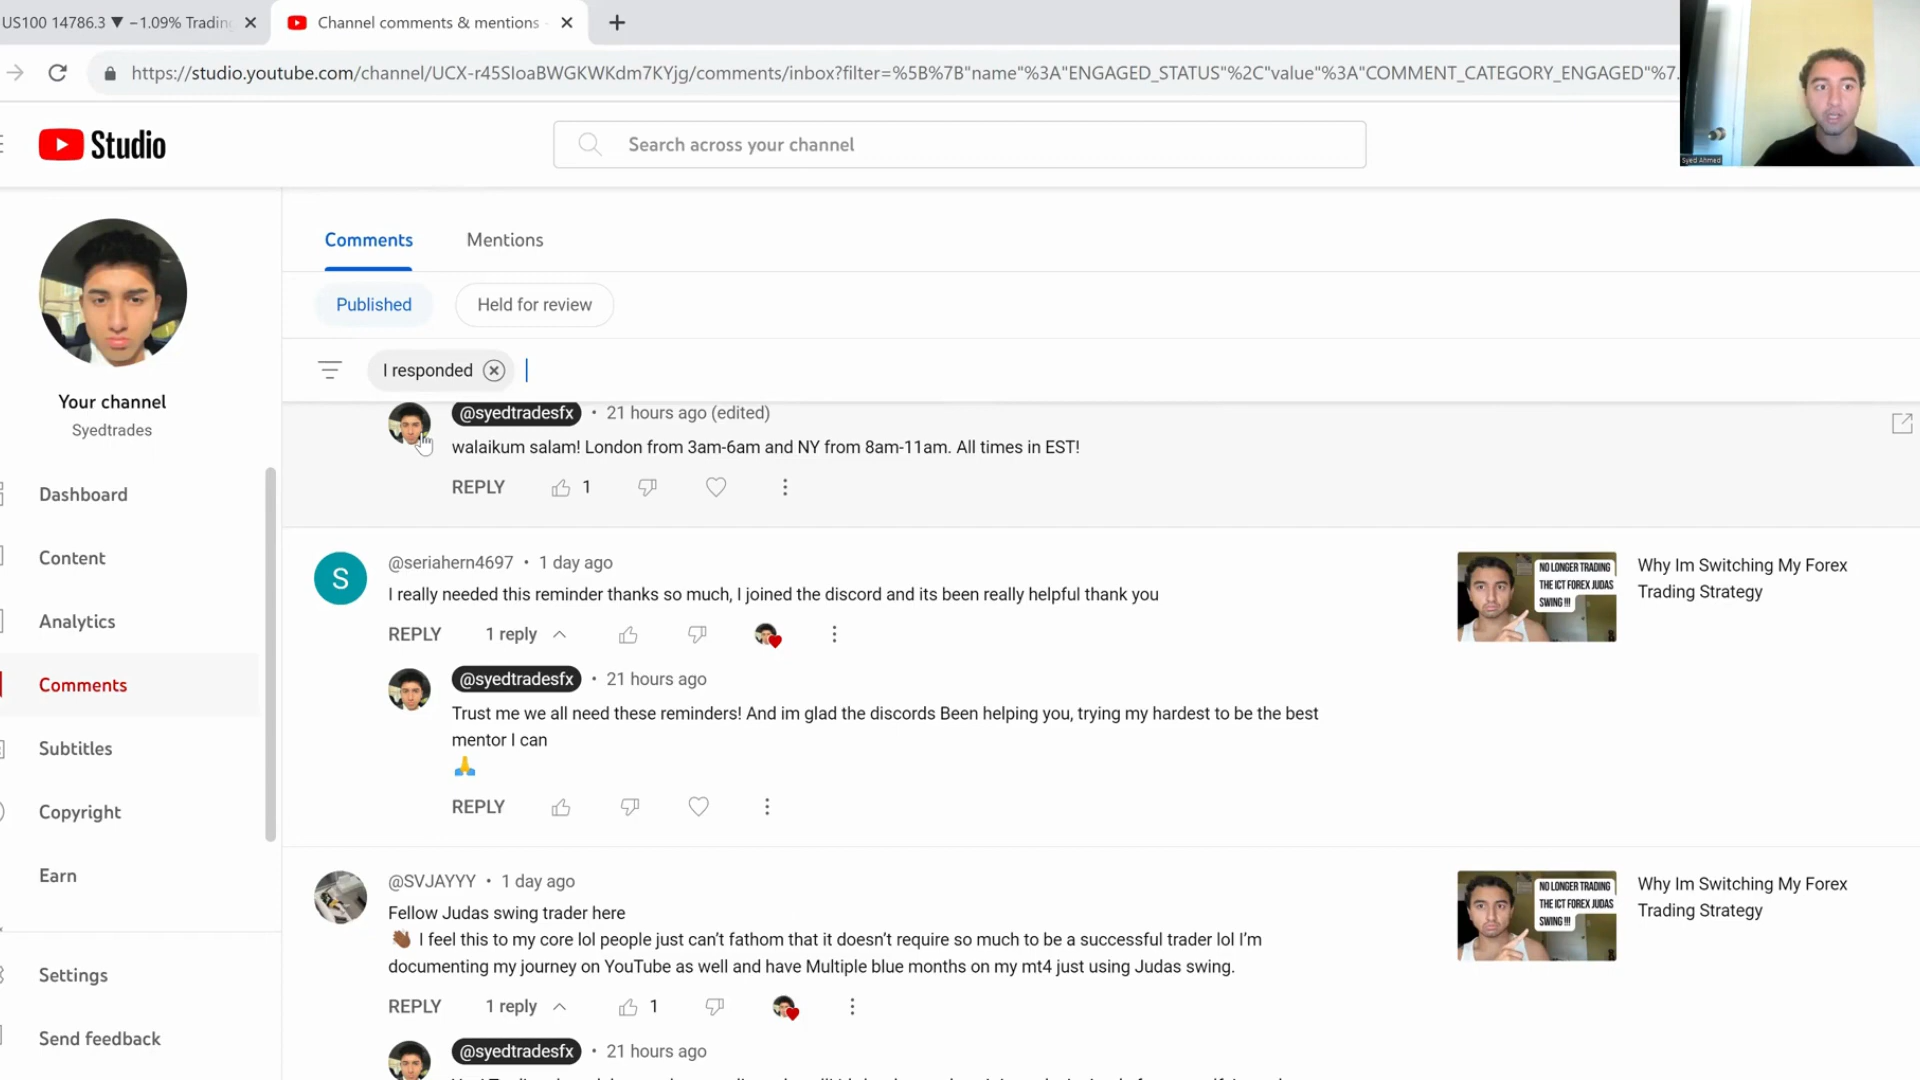 US100 14786.3 ▼ −1.09% Trading
Channel comments & mentions
https://studio.youtube.com/channel/UCX-r45SIoaBWGKWKdm7KYjg/comments/inbox?filter=%5B%7B"name"%3A"ENGAGED_STATUS"%2C"value"%3A"COMMENT_CATEGORY_ENGAGED"%7.
Syed Ahmed
Studio
Search across your channel
Comments
Mentions
Published
Held for review
I responded
Your channel
Syedtrades
Dashboard
Content
Analytics
Comments
Subtitles
Copyright
Earn
Settings
Send feedback
@syedtradesfx • 21 hours ago (edited)
walaikum salam! London from 3am-6am and NY from 8am-11am. All times in EST!
REPLY 1
S
@seriahern4697 • 1 day ago
I really needed this reminder thanks so much, I joined the discord and its been really helpful thank you
REPLY 1 reply
NO LONGER TRADING
THE ICT FOREX JUDAS
SWING !!!
Why Im Switching My Forex
Trading Strategy
@syedtradesfx • 21 hours ago
Trust me we all need these reminders! And im glad the discords Been helping you, trying my hardest to be the best
mentor I can
🙏
REPLY
@SVJAYYY • 1 day ago
Fellow Judas swing trader here
👋🏾 I feel this to my core lol people just can’t fathom that it doesn’t require so much to be a successful trader lol I’m
documenting my journey on YouTube as well and have Multiple blue months on my mt4 just using Judas swing.
REPLY 1 reply 1
NO LONGER TRADING
THE ICT FOREX JUDAS
SWING !!!
Why Im Switching My Forex
Trading Strategy
@syedtradesfx • 21 hours ago